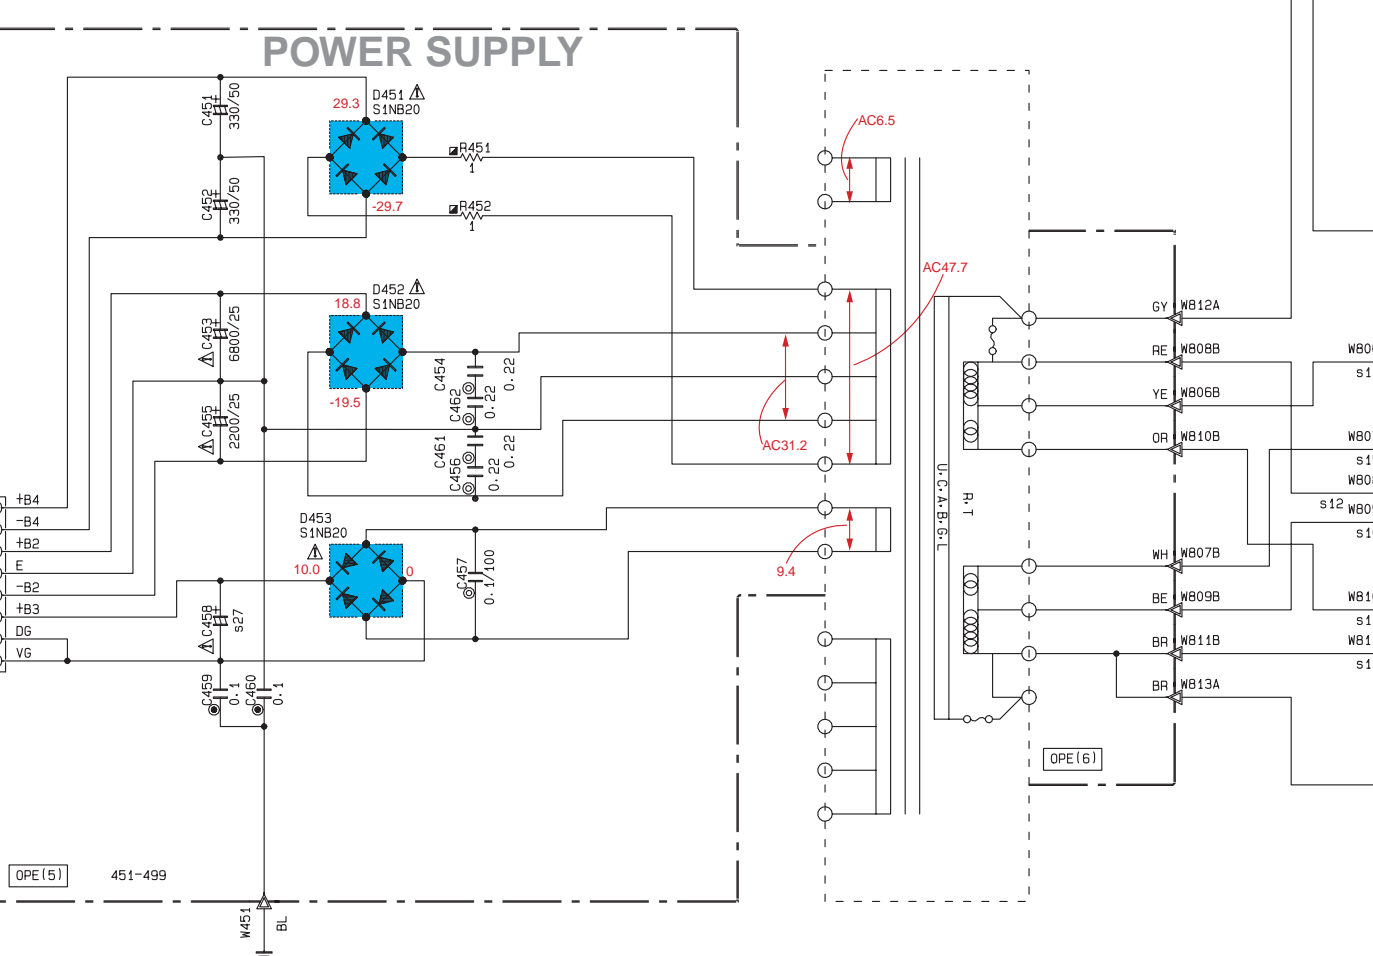 POWER SUPPLY
C451
330/50
C452
330/50
29.3
D451
S1NB20
-29.7
R451
1
R452
1
AC6.5
AC47.7
18.8
D452
S1NB20
-19.5
C453
6800/25
C455
2200/25
C454
0.22
C462
0.22
C461
0.22
C456
0.22
AC31.2
GY W812A
RE W808B
YE W806B
OR W810B
WH W807B
BE W809B
BR W811B
BR W813A
s12
U.C.A.B.G.L
R.T
+B4
-B4
+B2
E
-B2
+B3
DG
VG
D453
S1NB20
10.0
0
C457
0.1/100
9.4
C458
s27
C459
0.1
C460
0.1
OPE(6)
OPE(5)
451-499
W451
BL